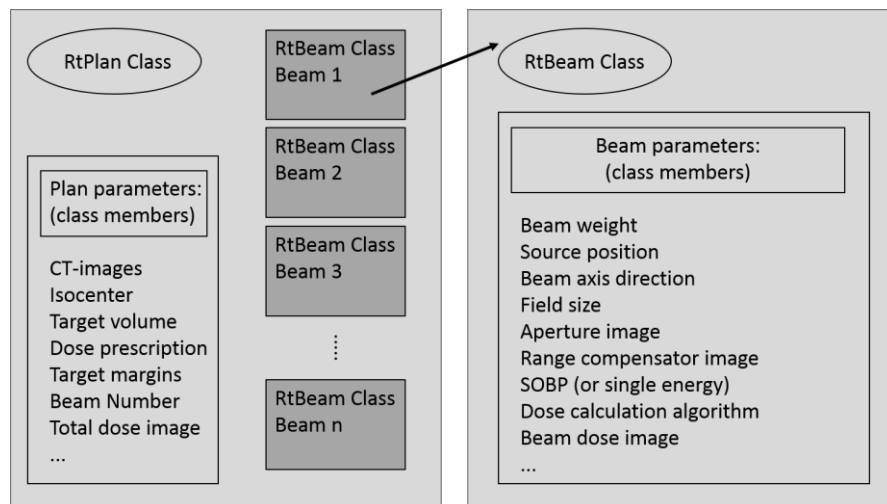 RtPlan Class
Plan parameters:
(class members)
CT-images
Isocenter
Target volume
Dose prescription
Target margins
Beam Number
Total dose image
...
RtBeam Class
Beam 1
RtBeam Class
Beam 2
RtBeam Class
Beam 3
......
RtBeam Class
Beam n
RtBeam Class
Beam parameters:
(class members)
Beam weight
Source position
Beam axis direction
Field size
Aperture image
Range compensator image
SOBP (or single energy)
Dose calculation algorithm
Beam dose image
...